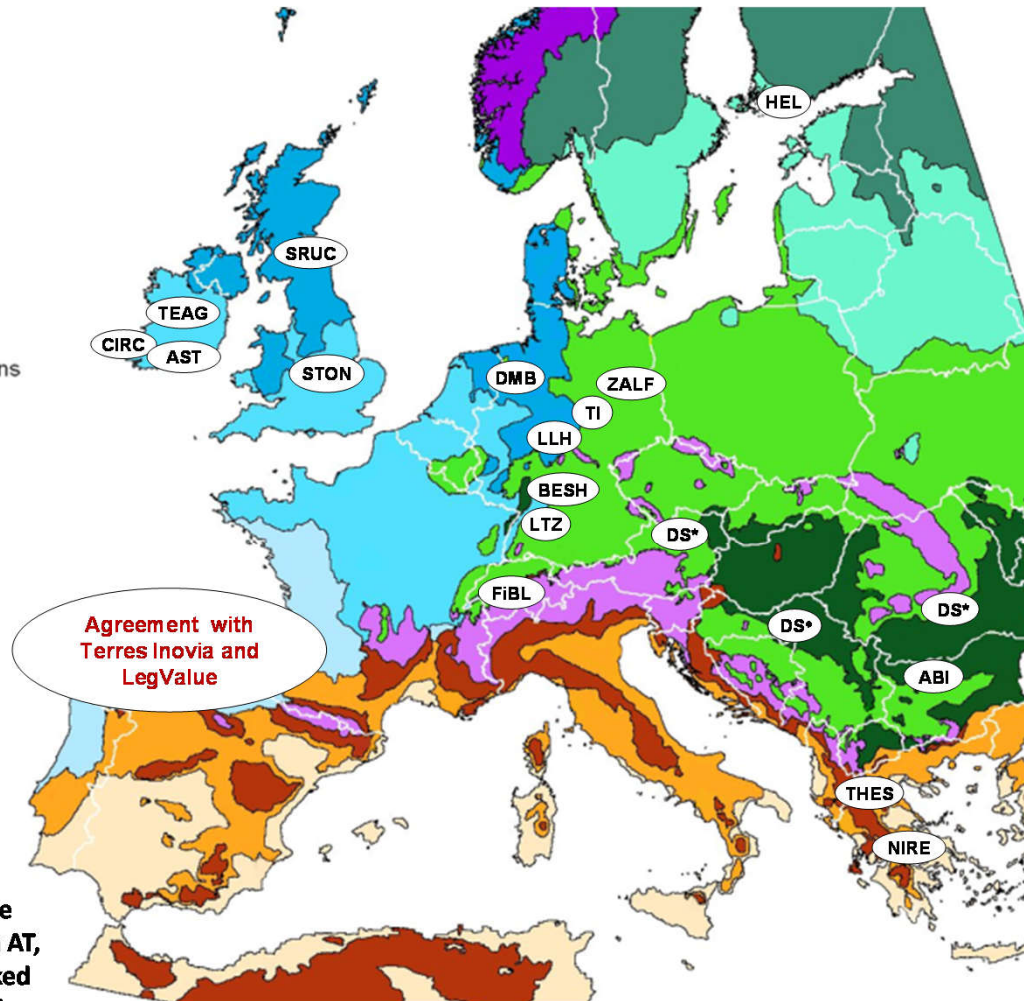 HEL
SRUC
TEAG
CIRC
AST
STON
ns
DMB
ZALF
TI
LLH
BESH
LTZ
DS*
FiBL
DS*
DS*
Agreement with
Terres Inovia and
LegValue
ABI
THES
NIRE
e
AT,
ked